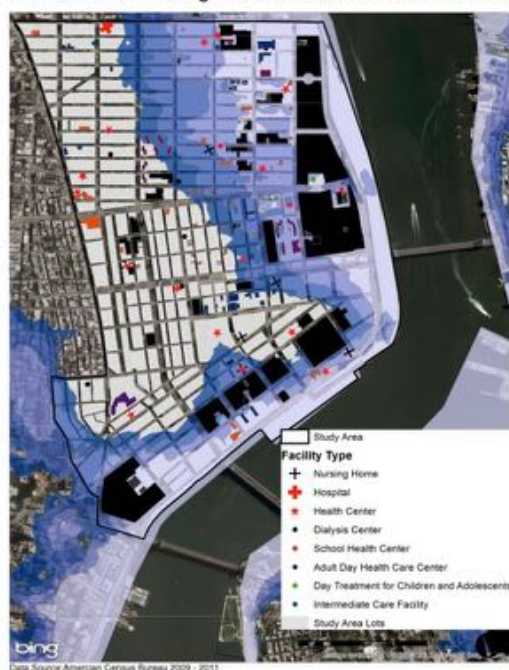 Study Area
Facility Type
Nursing Home
Hospital
Health Center
Dialysis Center
School Health Center
Adult Day Health Care Center
Day Treatment for Children and Adolescents
Intermediate Care Facility
Study Area Lots
bing
Data Source Amercian Census Bureau 2009 - 2011